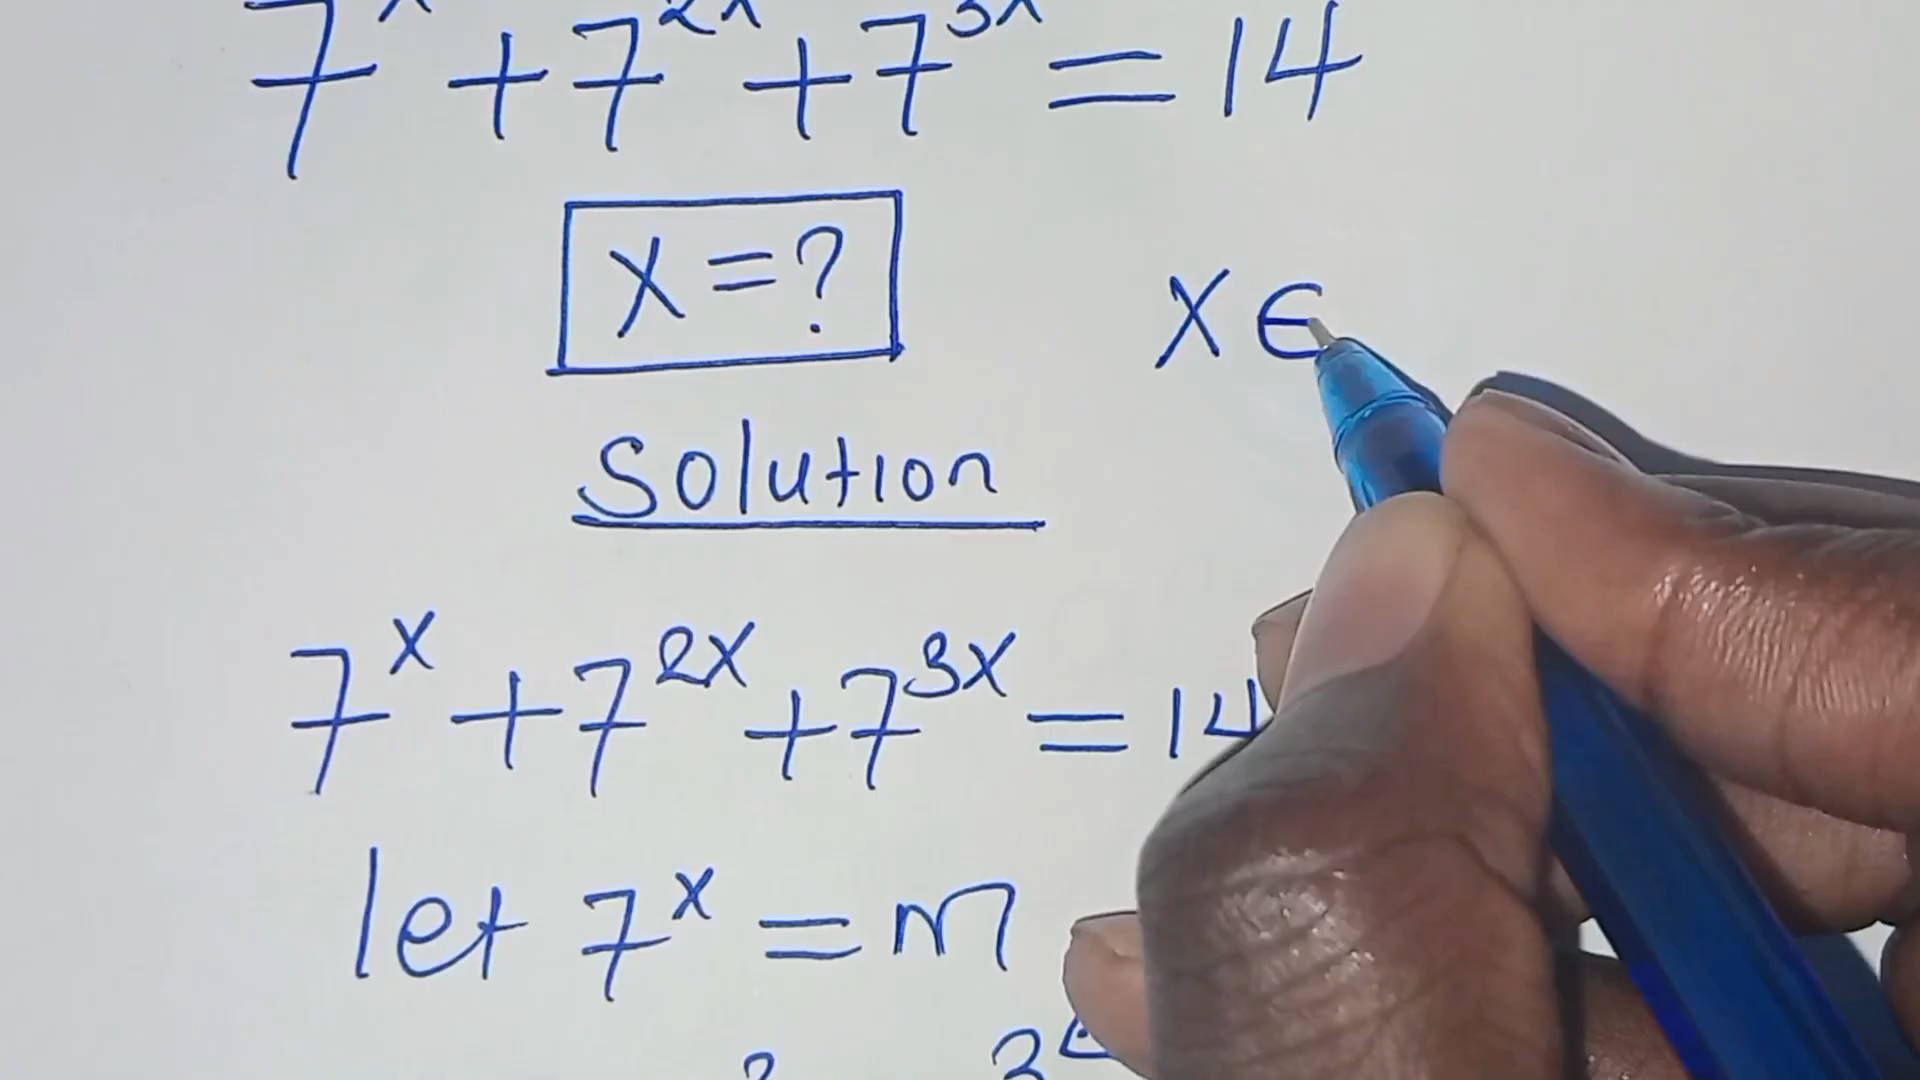 7^x + 7^2x + 7^3x = 14
x = ?
x ∈
Solution
7^x + 7^2x + 7^3x = 14
let 7^x = m